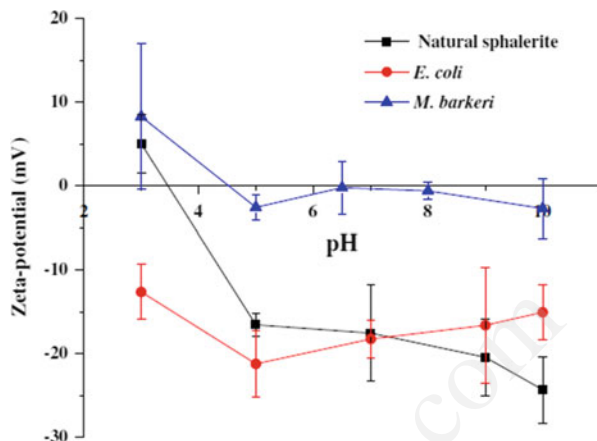 20
10
0
-10
-20
-30
Zeta-potential (mV)
2
4
6
8
10
pH
Natural sphalerite
E. coli
M. barkeri
com